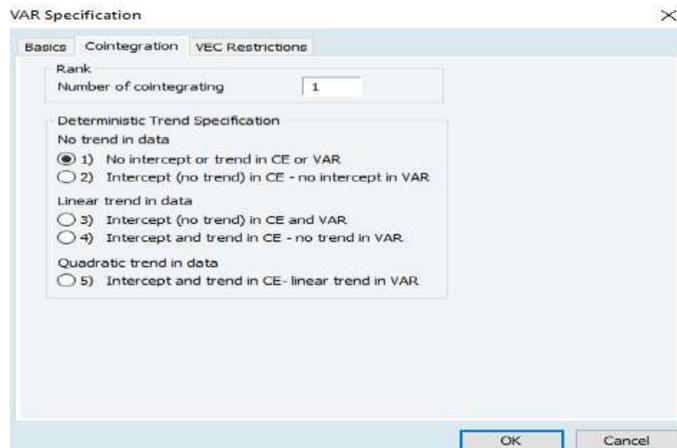 VAR Specification
Basics Cointegration VEC Restrictions
Rank
Number of cointegrating 1
Deterministic Trend Specification
No trend in data
1) No intercept or trend in CE or VAR
2) Intercept (no trend) in CE - no intercept in VAR
Linear trend in data
3) Intercept (no trend) in CE and VAR
4) Intercept and trend in CE - no trend in VAR
Quadratic trend in data
5) Intercept and trend in CE- linear trend in VAR
OK Cancel